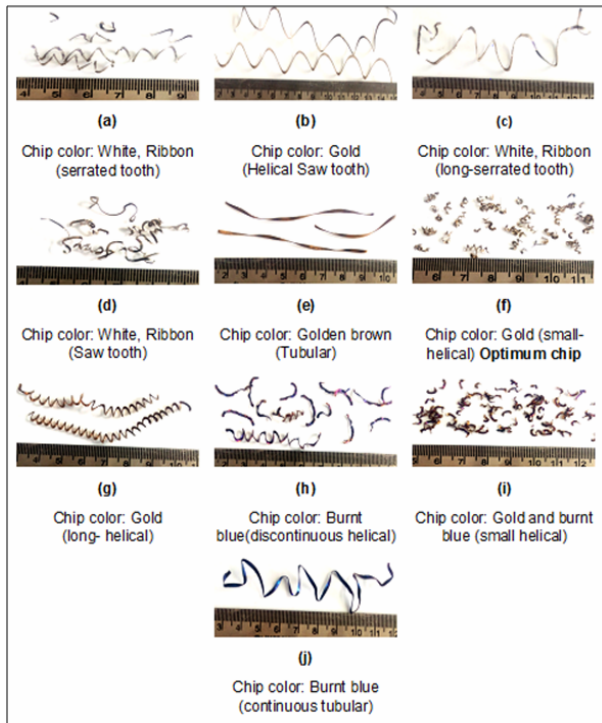 (a)
(b)
(c)
Chip color: White, Ribbon
(serrated tooth)
Chip color: Gold
(Helical Saw tooth)
Chip color: White, Ribbon
(long-serrated tooth)
(d)
(e)
(f)
Chip color: White, Ribbon
(Saw tooth)
Chip color: Golden brown
(Tubular)
Chip color: Gold (small-
helical) Optimum chip
(g)
(h)
(i)
Chip color: Gold
(long- helical)
Chip color: Burnt
blue(discontinuous helical)
Chip color: Gold and burnt
blue (small helical)
(j)
Chip color: Burnt blue
(continuous tubular)